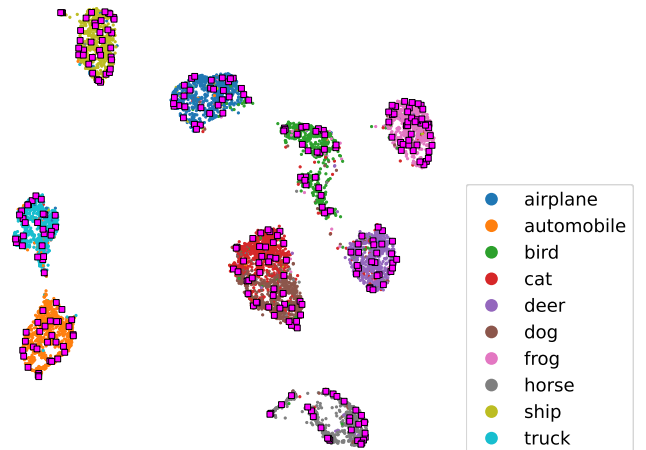 airplane
automobile
bird
cat
deer
dog
frog
horse
ship
truck